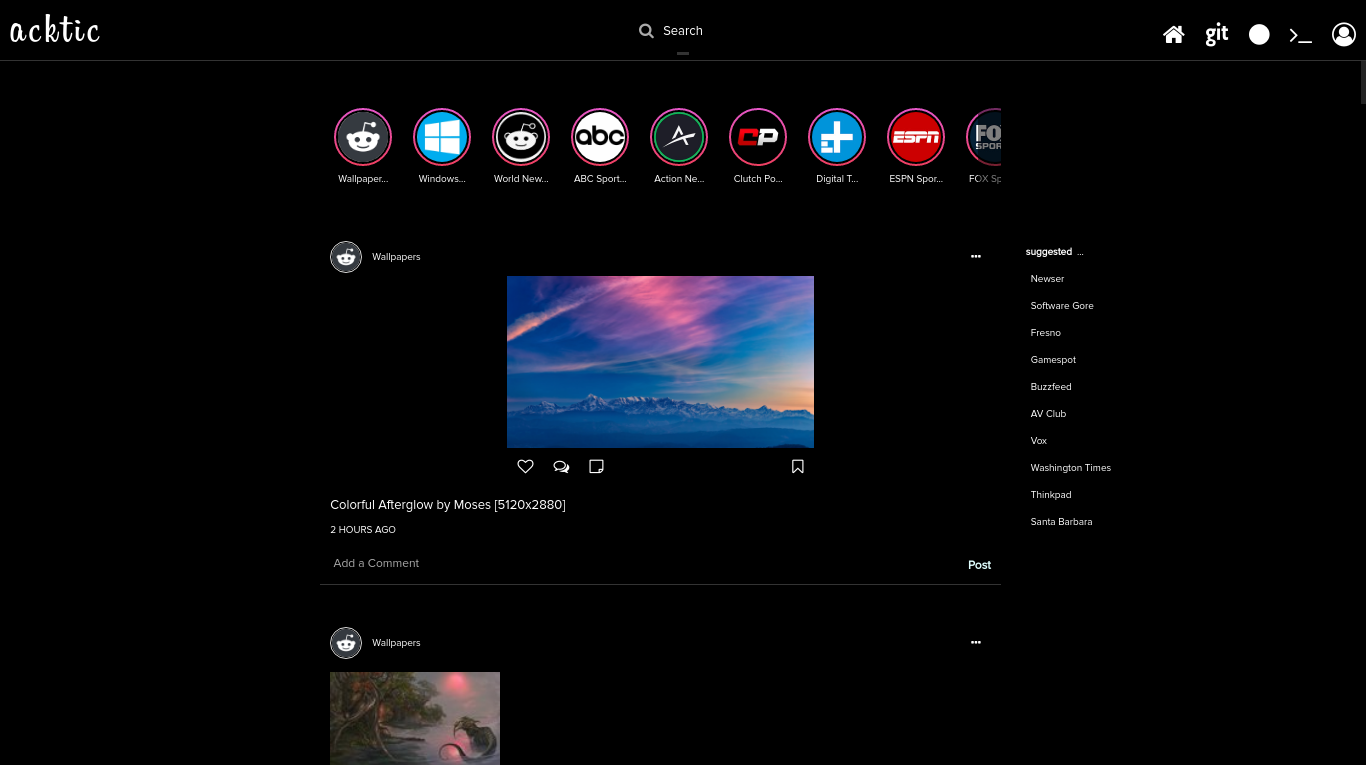 acktic
Search
git
abc
CP
ESPN
FOX
SPOR
Wallpaper...
Windows...
World New...
ABC Sport...
Action Ne...
Clutch Po...
Digital T...
ESPN Spor...
FOX Sp
Wallpapers
suggested ...
Newser
Software Gore
Fresno
Gamespot
Buzzfeed
AV Club
Vox
Washington Times
Thinkpad
Santa Barbara
Colorful Afterglow by Moses [5120x2880]
2 HOURS AGO
Add a Comment
Post
Wallpapers